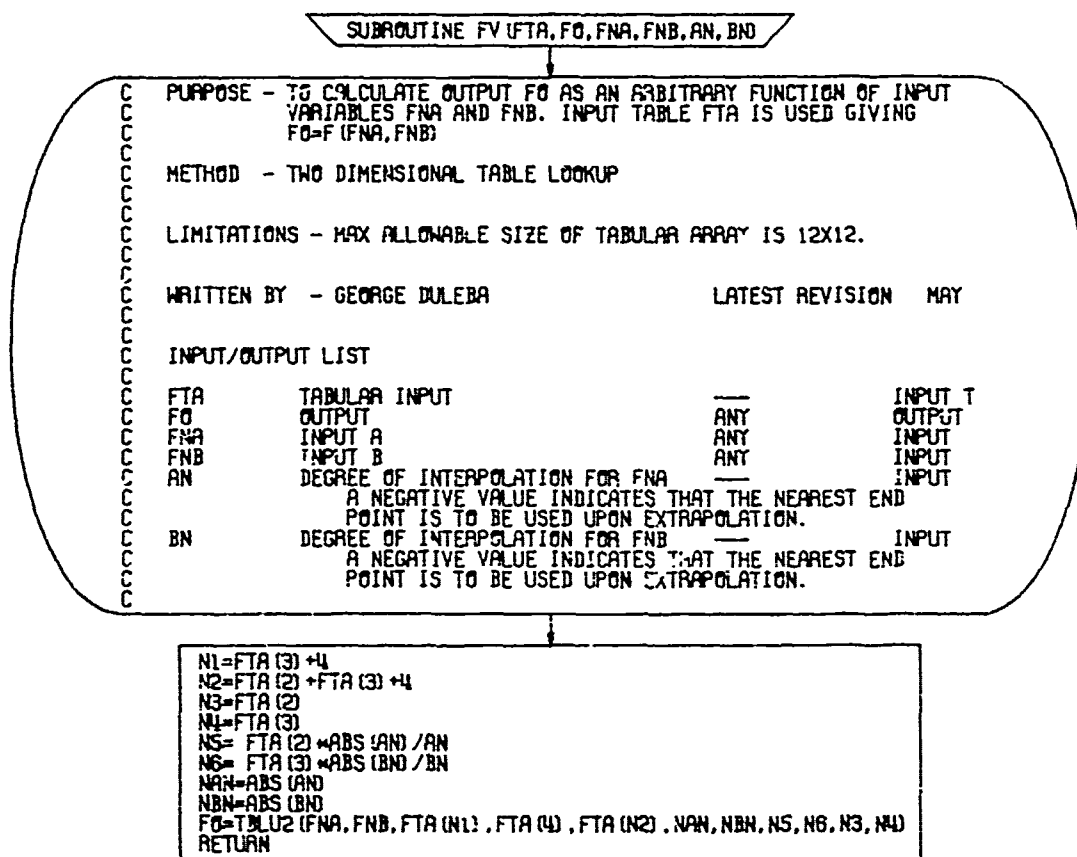 SUBROUTINE FV(FTA,FO,FNA,FNB,AN,BN)
C PURPOSE - TO CALCULATE OUTPUT FO AS AN ARBITRARY FUNCTION OF INPUT
C VARIABLES FNA AND FNB. INPUT TABLE FTA IS USED GIVING
C FO=F(FNA,FNB)
C
C METHOD - TWO DIMENSIONAL TABLE LOOKUP
C
C
C LIMITATIONS - MAX ALLOWABLE SIZE OF TABULAR ARRAY IS 12X12.
C
C
C WRITTEN BY - GEORGE DULEBA LATEST REVISION MAY
C
C
C INPUT/OUTPUT LIST
C
C FTA TABULAR INPUT --- INPUT T
C FO OUTPUT ANY OUTPUT
C FNA INPUT A ANY INPUT
C FNB INPUT B ANY INPUT
C AN DEGREE OF INTERPOLATION FOR FNA --- INPUT
C A NEGATIVE VALUE INDICATES THAT THE NEAREST END
C POINT IS TO BE USED UPON EXTRAPOLATION.
C BN DEGREE OF INTERPOLATION FOR FNB --- INPUT
C A NEGATIVE VALUE INDICATES THAT THE NEAREST END
C POINT IS TO BE USED UPON EXTRAPOLATION.
C
N1=FTA(3)+4
N2=FTA(2)+FTA(3)+4
N3=FTA(2)
N4=FTA(3)
N5= FTA(2)*ABS(AN)/AN
N6= FTA(3)*ABS(BN)/BN
NAN=ABS(AN)
NBN=ABS(BN)
FO=TBLU2(FNA,FNB,FTA(N1),FTA(4),FTA(N2),NAN,NBN,N5,N6,N3,N4)
RETURN